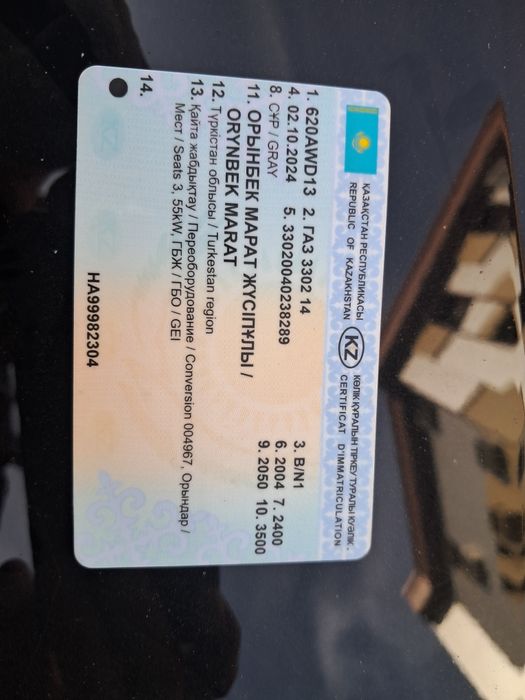 ҚАЗАҚСТАН РЕСПУБЛИКАСЫ
REPUBLIC OF KAZAKHSTAN
KZ
КӨЛІК ҚҰРАЛЫН ТІРКЕУ ТУРАЛЫ КУӘЛІК
CERTIFICAT D'IMMATRICULATION
1. 620AWD13 2. ГАЗ 3302 14 3. B/N1
4. 02.10.2024 5. 33020040238289 6. 2004 7. 2400
8. СҰР / GRAY 9. 2050 10. 3500
11. ОРЫНБЕК МАРАТ ЖҮСІПҰЛЫ /
ORYNBEK MARAT
12. Түркістан облысы / Turkestan region
13. Қайта жабдықтау / Переоборудование / Conversion 004967, Орындар /
Мест / Seats 3, 55kW, ГБЖ / ГБО / GEI
14.
HA99982304